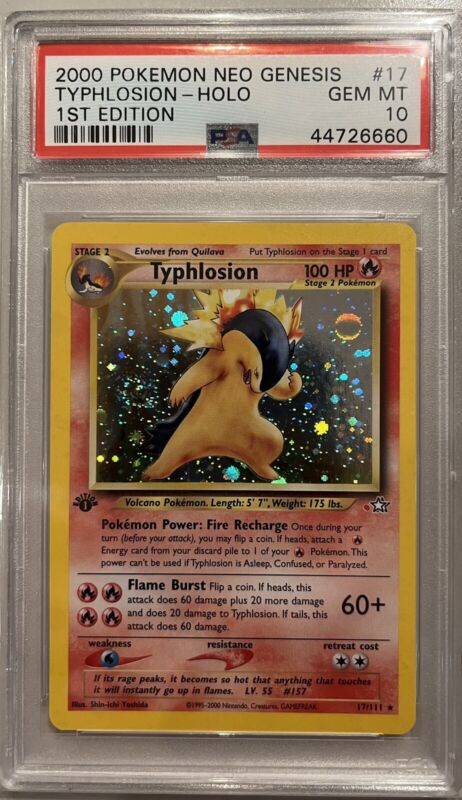 2000 POKEMON NEO GENESIS #17
TYPHLOSION - HOLO GEM MT
1ST EDITION 10
PSA 44726660
STAGE 2 Evolves from Quilava Put Typhlosion on the Stage 1 card
Typhlosion 100 HP
Stage 2 Pokémon
EDITION 1
Volcano Pokémon. Length: 5' 7", Weight: 175 lbs.
Pokémon Power: Fire Recharge Once during your
turn (before your attack), you may flip a coin. If heads, attach a
Energy card from your discard pile to 1 of your Pokémon. This
power can't be used if Typhlosion is Asleep, Confused, or Paralyzed.
Flame Burst Flip a coin. If heads, this
attack does 60 damage plus 20 more damage
and does 20 damage to Typhlosion. If tails, this
attack does 60 damage.
60+
weakness resistance retreat cost
If its rage peaks, it becomes so hot that anything that touches
it will instantly go up in flames. LV. 55 #157
Illus. Shin-ichi Yoshida ©1995-2000 Nintendo, Creatures, GAMEFREAK. 17/111 ★